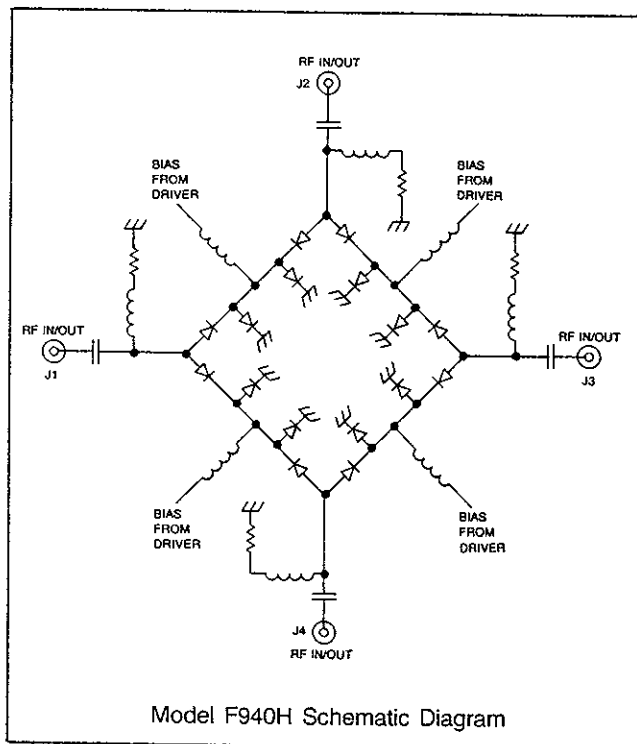 RF IN/OUT
J2
BIAS
FROM
DRIVER
BIAS
FROM
DRIVER
RF IN/OUT
J1
RF IN/OUT
J3
BIAS
FROM
DRIVER
BIAS
FROM
DRIVER
J4
RF IN/OUT
Model F940H Schematic Diagram